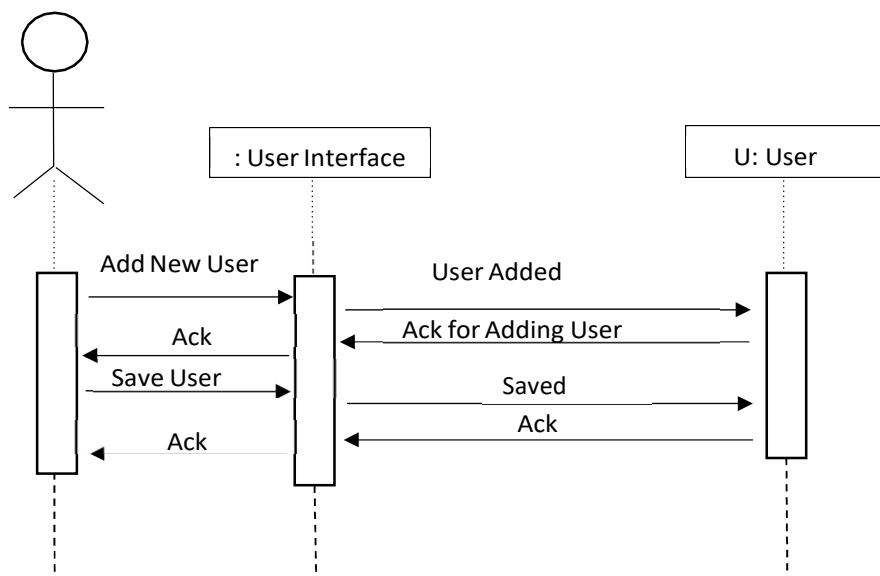 : User Interface
U: User
Add New User
User Added
Ack for Adding User
Ack
Save User
Saved
Ack
Ack